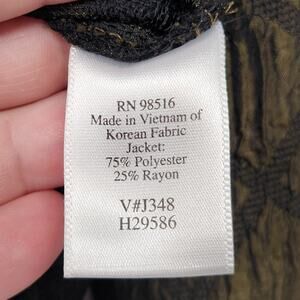 RN 98516
Made in Vietnam of
Korean Fabric
Jacket:
75% Polyester
25% Rayon
V#J348
H29586